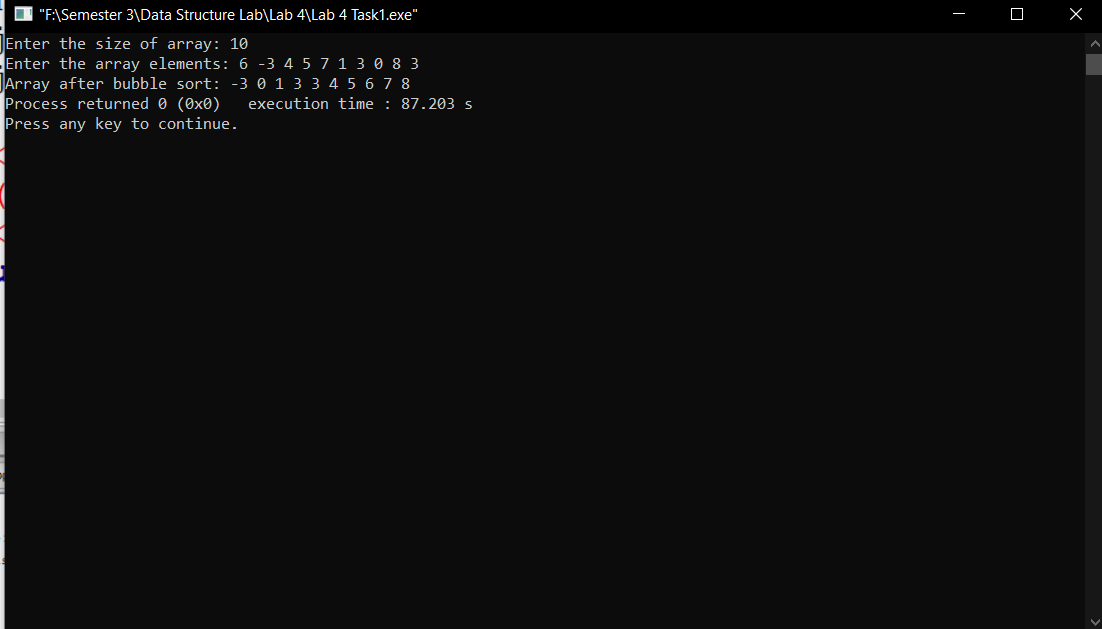 "F:\Semester 3\Data Structure Lab\Lab 4\Lab 4 Task1.exe"
Enter the size of array: 10
Enter the array elements: 6 -3 4 5 7 1 3 0 8 3
Array after bubble sort: -3 0 1 3 3 4 5 6 7 8
Process returned 0 (0x0)   execution time : 87.203 s
Press any key to continue.